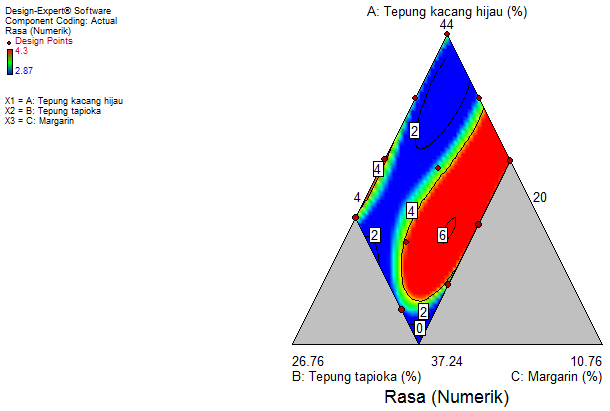 Design-Expert® Software
Component Coding: Actual
Rasa (Numerik)
Design Points
4.3
2.87
X1 = A: Tepung kacang hijau
X2 = B: Tepung tapioka
X3 = C: Margarin
A: Tepung kacang hijau (%)
44
2
4
4 20
4
2 6
2
0
26.76 37.24 10.76
B: Tepung tapioka (%) C: Margarin (%)
Rasa (Numerik)